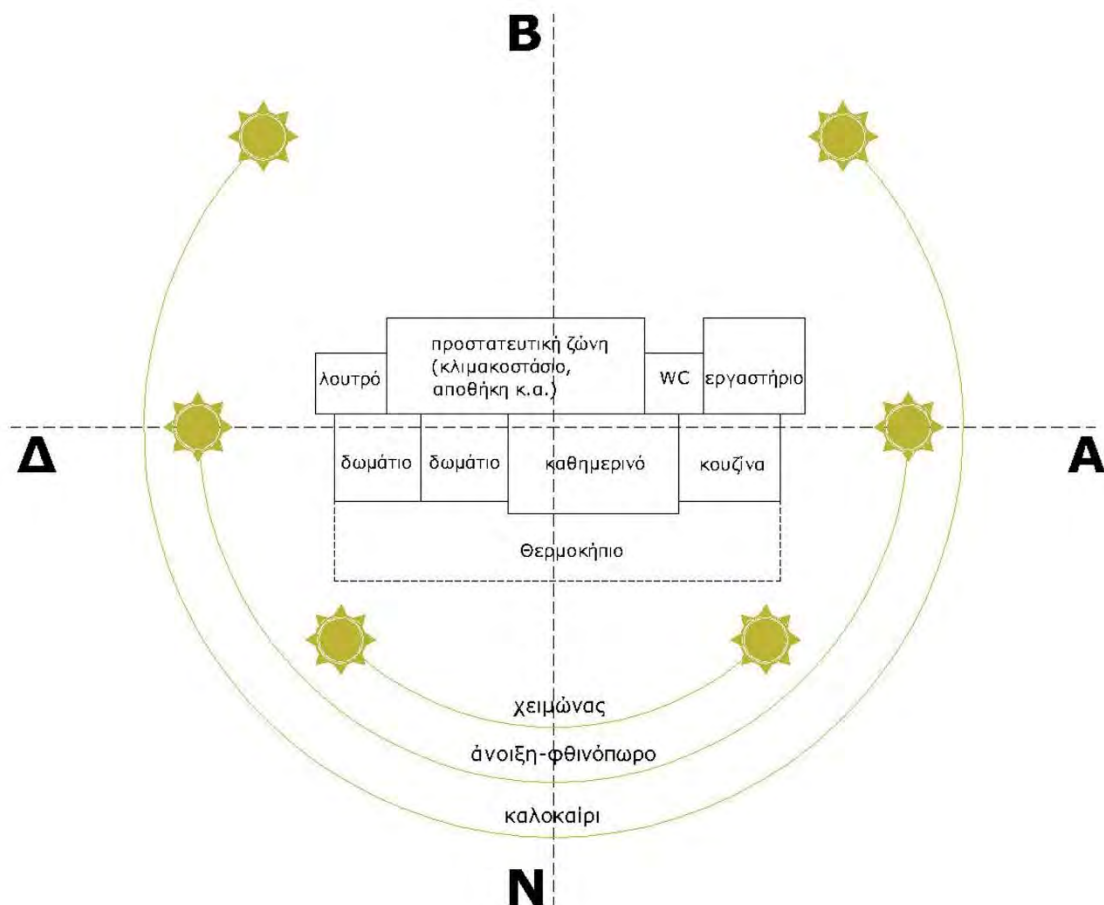 Β
προστατευτική ζώνη
(κλιμακοστάσιο,
αποθήκη κ.α.)
λουτρό
WC
εργαστήριο
Δ
Α
δωμάτιο
δωμάτιο
καθημερινό
κουζίνα
Θερμοκήπιο
χειμώνας
άνοιξη-φθινόπωρο
καλοκαίρι
Ν